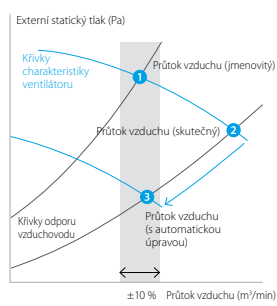 Externí statický tlak (Pa)
Křivky
charakteristiky
ventilátoru
1
Průtok vzduchu (jmenovitý)
Průtok vzduchu (skutečný)
2
3
Křivky odporu
vzduchovodu
Průtok vzduchu
(s automatickou
úpravou)
±10 %
Průtok vzduchu (m³/min)